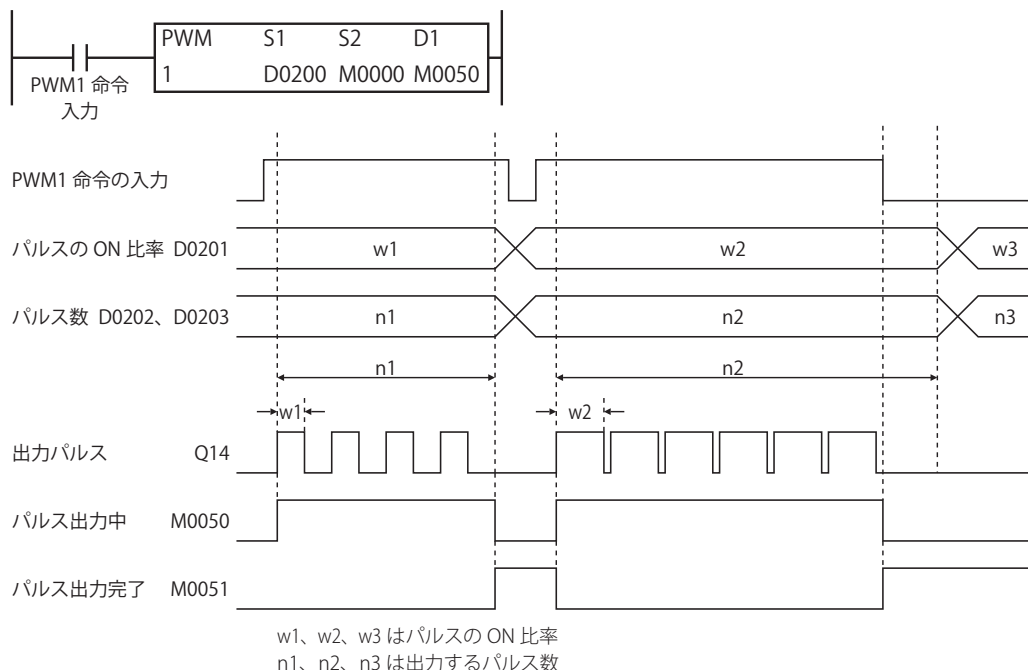 PWM S1 S2 D1
1 D0200 M0000 M0050
PWM1 命令
入力
PWM1 命令の入力
パルスの ON 比率 D0201 w1 w2 w3
パルス数 D0202、D0203 n1 n2 n3
n1 n2
w1 w2
出力パルス Q14
パルス出力中 M0050
パルス出力完了 M0051
w1、w2、w3 はパルスの ON 比率
n1、n2、n3 は出力するパルス数